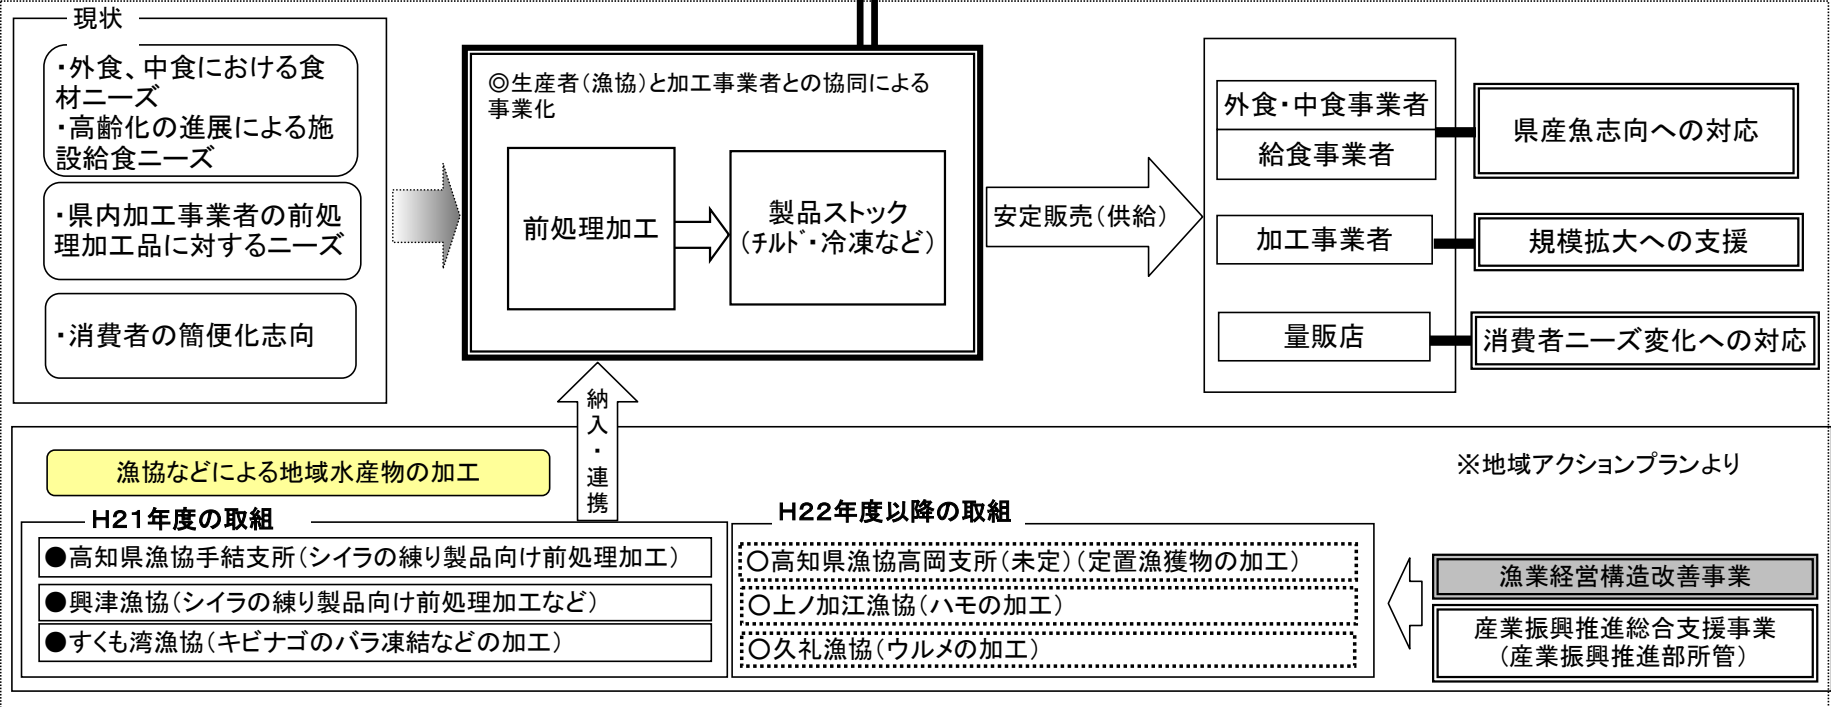 現状
・外食、中食における食
材ニーズ
・高齢化の進展による施
設給食ニーズ
・県内加工事業者の前処
理加工品に対するニーズ
・消費者の簡便化志向
◎生産者（漁協）と加工事業者との協同による
事業化
前処理加工
製品ストック
（ﾁﾙﾄﾞ・冷凍など）
安定販売（供給）
外食・中食事業者
給食事業者
加工事業者
量販店
県産魚志向への対応
規模拡大への支援
消費者ニーズ変化への対応
納
入
・
連
携
漁協などによる地域水産物の加工
※地域アクションプランより
H21年度の取組
●高知県漁協手結支所（シイラの練り製品向け前処理加工）
●興津漁協（シイラの練り製品向け前処理加工など）
●すくも湾漁協（キビナゴのバラ凍結などの加工）
H22年度以降の取組
○高知県漁協高岡支所（未定）（定置漁獲物の加工）
○上ノ加江漁協（ハモの加工）
○久礼漁協（ウルメの加工）
漁業経営構造改善事業
産業振興推進総合支援事業
（産業振興推進部所管）